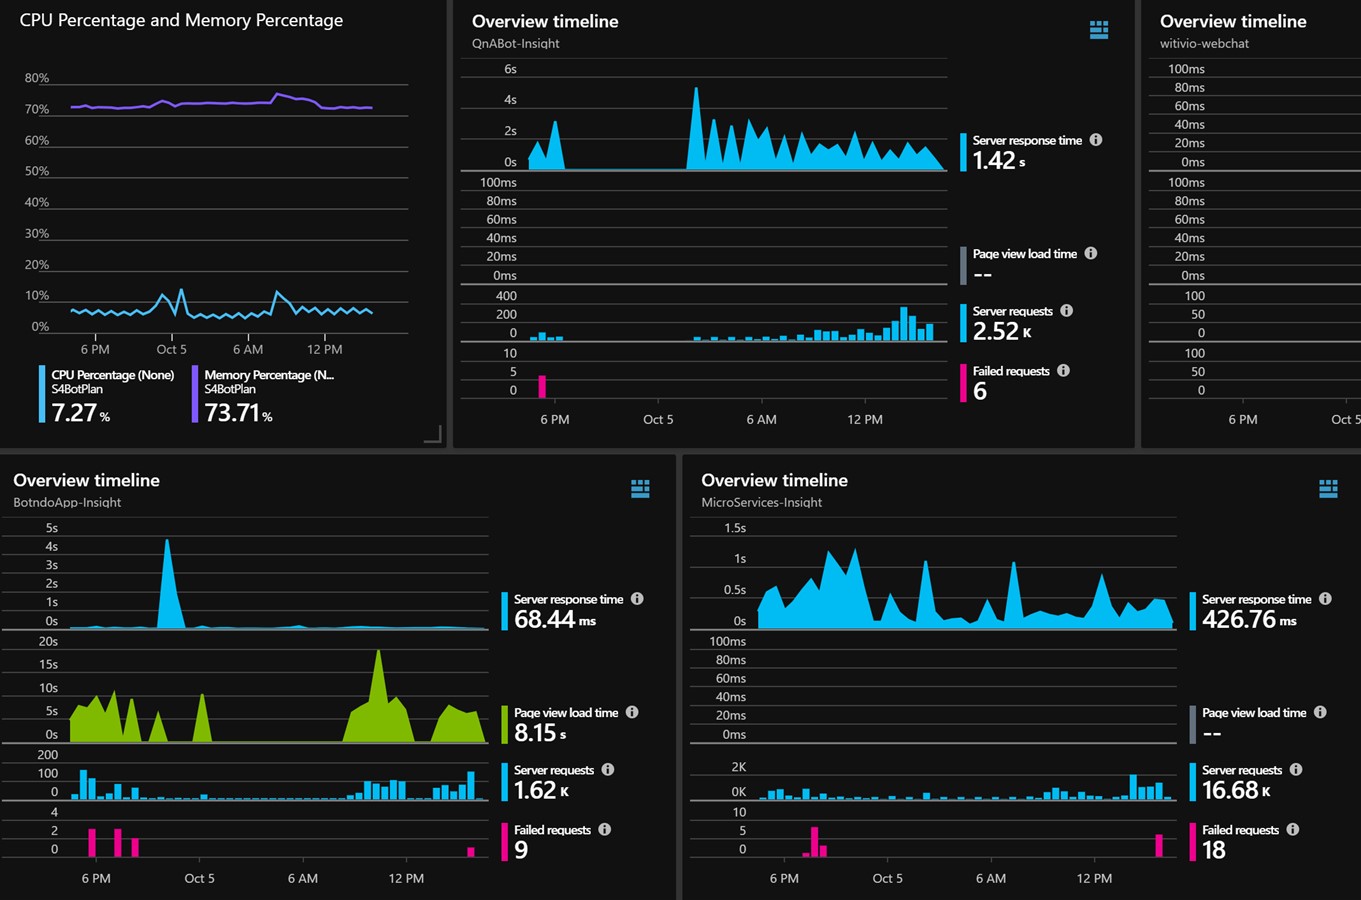 CPU Percentage and Memory Percentage
80%
70%
60%
50%
40%
30%
20%
10%
0%
6 PM Oct 5 6 AM 12 PM
CPU Percentage (None)
S4BotPlan
7.27 %
Memory Percentage (N...
S4BotPlan
73.71 %
Overview timeline
QnABot-Insight
6s
4s
2s
0s
Server response time
1.42 s
100ms
80ms
60ms
40ms
20ms
0ms
Page view load time
--
400
200
0
Server requests
2.52 K
10
5
0
Failed requests
6
6 PM Oct 5 6 AM 12 PM
Overview timeline
witivio-webchat
100ms
80ms
60ms
40ms
20ms
0ms
100ms
80ms
60ms
40ms
20ms
0ms
100
50
0
100
50
0
6 PM Oct 5
Overview timeline
BotndoApp-Insight
5s
4s
3s
2s
1s
0s
Server response time
68.44 ms
20s
15s
10s
5s
0s
Page view load time
8.15 s
200
100
0
Server requests
1.62 K
4
2
0
Failed requests
9
6 PM Oct 5 6 AM 12 PM
Overview timeline
MicroServices-Insight
1.5s
1s
0.5s
0s
Server response time
426.76 ms
100ms
80ms
60ms
40ms
20ms
0ms
Page view load time
--
2K
0K
Server requests
16.68 K
10
5
0
Failed requests
18
6 PM Oct 5 6 AM 12 PM